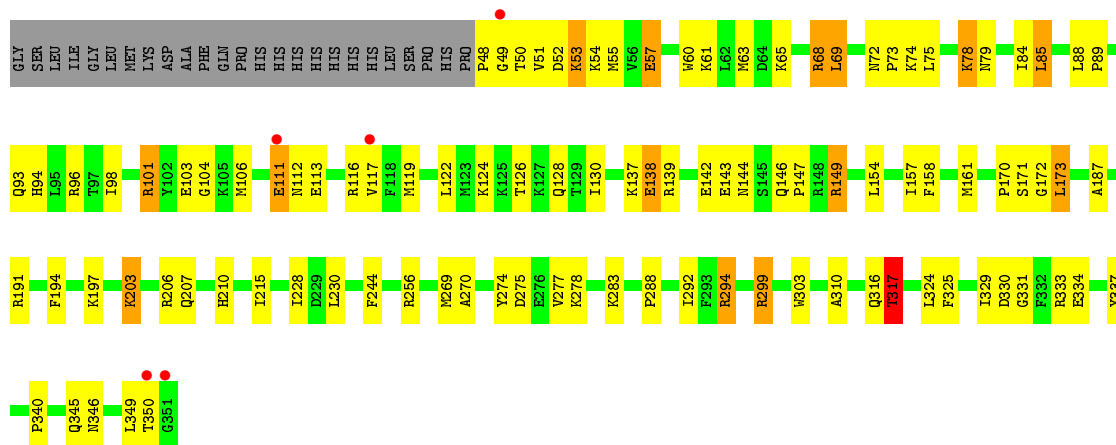 GLY SER LEU ILE GLY LEU MET LYS ASP ALA PHE GLN PRO HIS HIS HIS HIS HIS HIS LEU SER PRO HIS PRO P48 G49 T50 V51 D52 K53 K54 M55 V56 E57 W60 K61 L62 M63 D64 K65 R68 L69 N72 P73 K74 L75 K78 N79 I84 L85 L88 P89
Q93 H94 L95 R96 T97 I98 R101 Y102 E103 G104 K105 M106 E111 N112 E113 R116 V117 F118 M119 L122 M123 K124 K125 T126 K127 Q128 T129 I130 K137 E138 R139 E142 E143 N144 S145 Q146 P147 R148 R149 L154 I157 F158 M161 P170 S171 G172 L173 A187
R191 F194 K197 K203 R206 Q207 H210 I215 I228 D229 L230 F244 R256 M269 A270 Y274 D275 E276 V277 K278 K283 P288 I292 F293 R294 R299 W303 A310 Q316 T317 L324 F325 I329 D330 G331 F332 R333 E334 Y337
P340 Q345 N346 L349 T350 G351